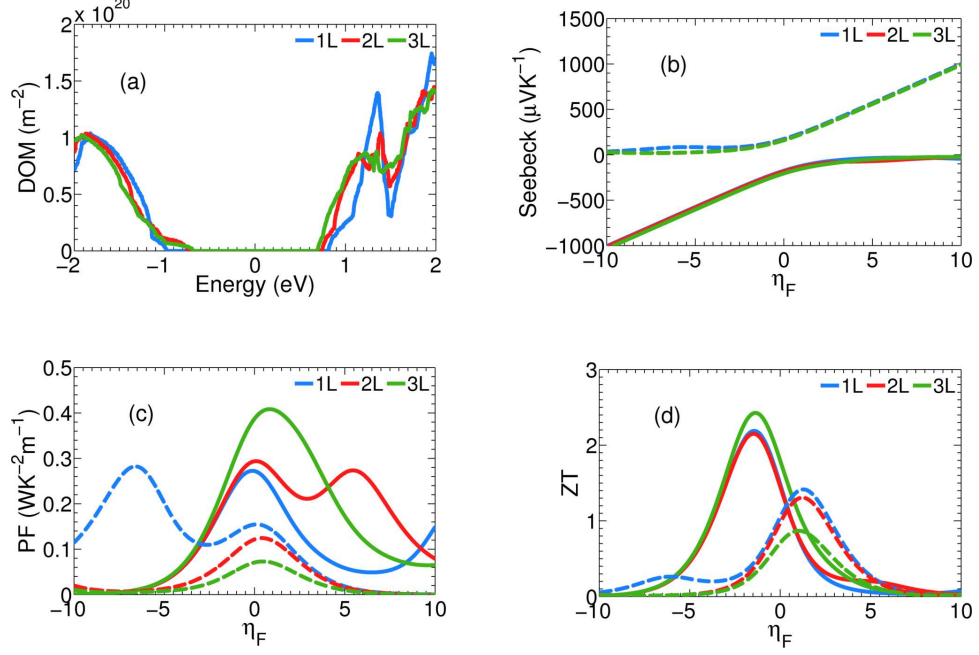 x 10²⁰
2
1L 2L 3L
(a)
1.5
1
0.5
0
DOM (m⁻²)
−2 −1 0 1 2
Energy (eV)
1500
1L 2L 3L
(b)
1000
500
0
−500
−1000
Seebeck (μVK⁻¹)
−10 −5 0 5 10
η_F
0.5
1L 2L 3L
(c)
0.4
0.3
0.2
0.1
0
PF (WK⁻²m⁻¹)
−10 −5 0 5 10
η_F
3
1L 2L 3L
(d)
2
1
0
ZT
−10 −5 0 5 10
η_F